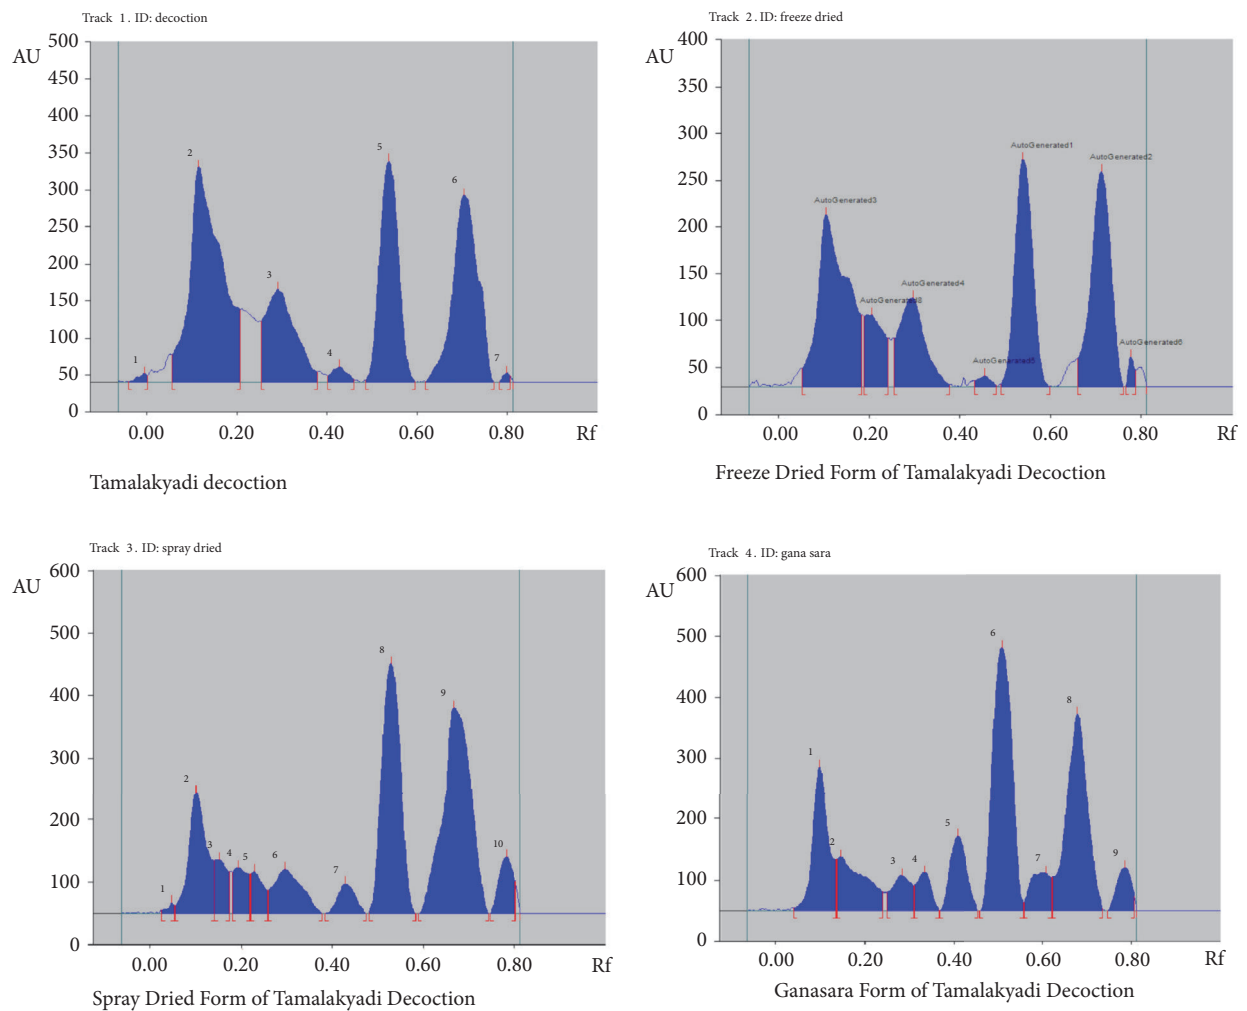 Track 1. ID: decoction
500
AU
450
400
350
300
250
200
150
100
50
0
1
2
3
4
5
6
7
0.00 0.20 0.40 0.60 0.80 Rf
Tamalakyadi decoction
Track 2. ID: freeze dried
400
AU
350
300
250
200
150
100
50
0
AutoGenerated3
AutoGenerated8
AutoGenerated4
AutoGenerated5
AutoGenerated1
AutoGenerated2
AutoGenerated6
0.00 0.20 0.40 0.60 0.80 Rf
Freeze Dried Form of Tamalakyadi Decoction
Track 3. ID: spray dried
600
AU
500
400
300
200
100
0
1
2
3
4
5
6
7
8
9
10
0.00 0.20 0.40 0.60 0.80 Rf
Spray Dried Form of Tamalakyadi Decoction
Track 4. ID: gana sara
600
AU
500
400
300
200
100
0
1
2
3
4
5
6
7
8
9
0.00 0.20 0.40 0.60 0.80 Rf
Ganasara Form of Tamalakyadi Decoction